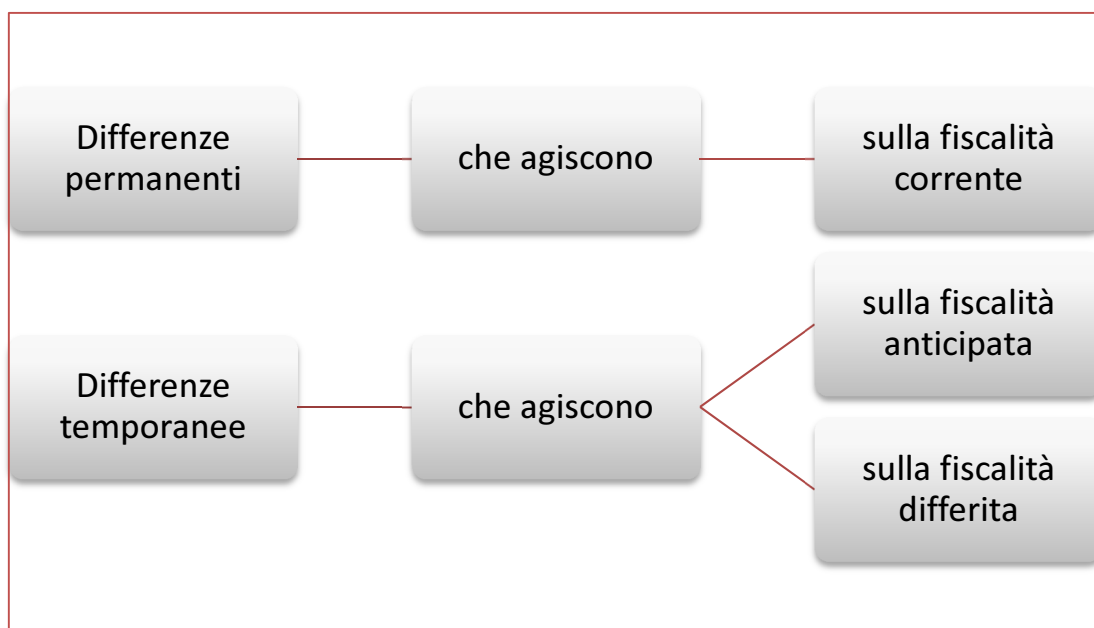 Differenze
permanenti
che agiscono
sulla fiscalità
corrente
Differenze
temporanee
che agiscono
sulla fiscalità
anticipata
sulla fiscalità
differita